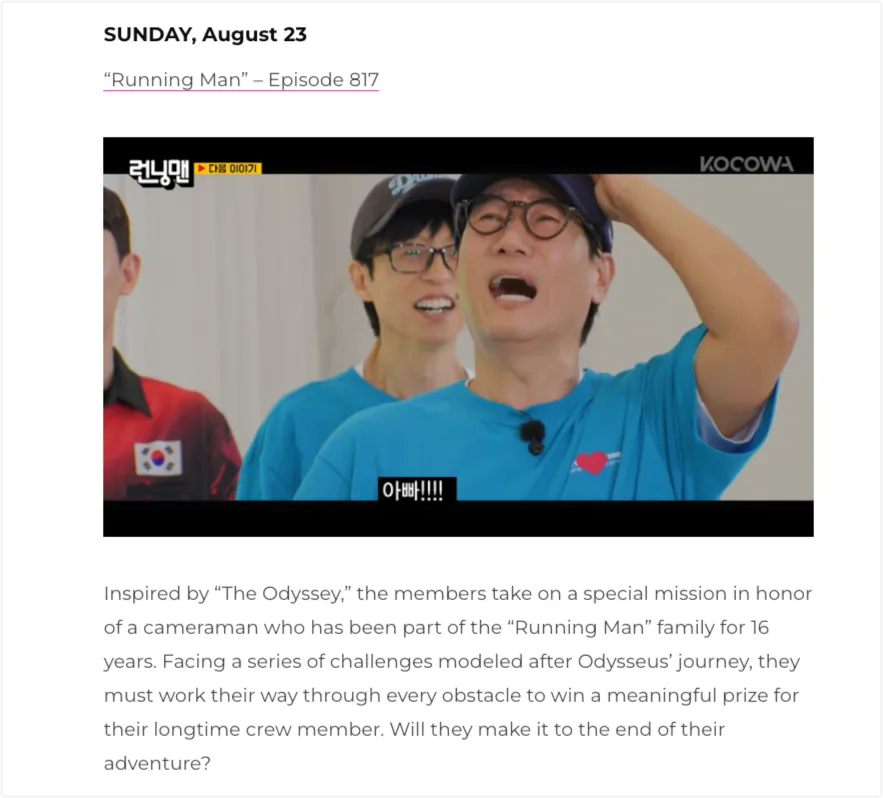 SUNDAY, August 23
“Running Man” – Episode 817
런닝맨 ▶ 다음 이야기
KOCOWA
아빠!!!!
Inspired by “The Odyssey,” the members take on a special mission in honor
of a cameraman who has been part of the “Running Man” family for 16
years. Facing a series of challenges modeled after Odysseus’ journey, they
must work their way through every obstacle to win a meaningful prize for
their longtime crew member. Will they make it to the end of their
adventure?